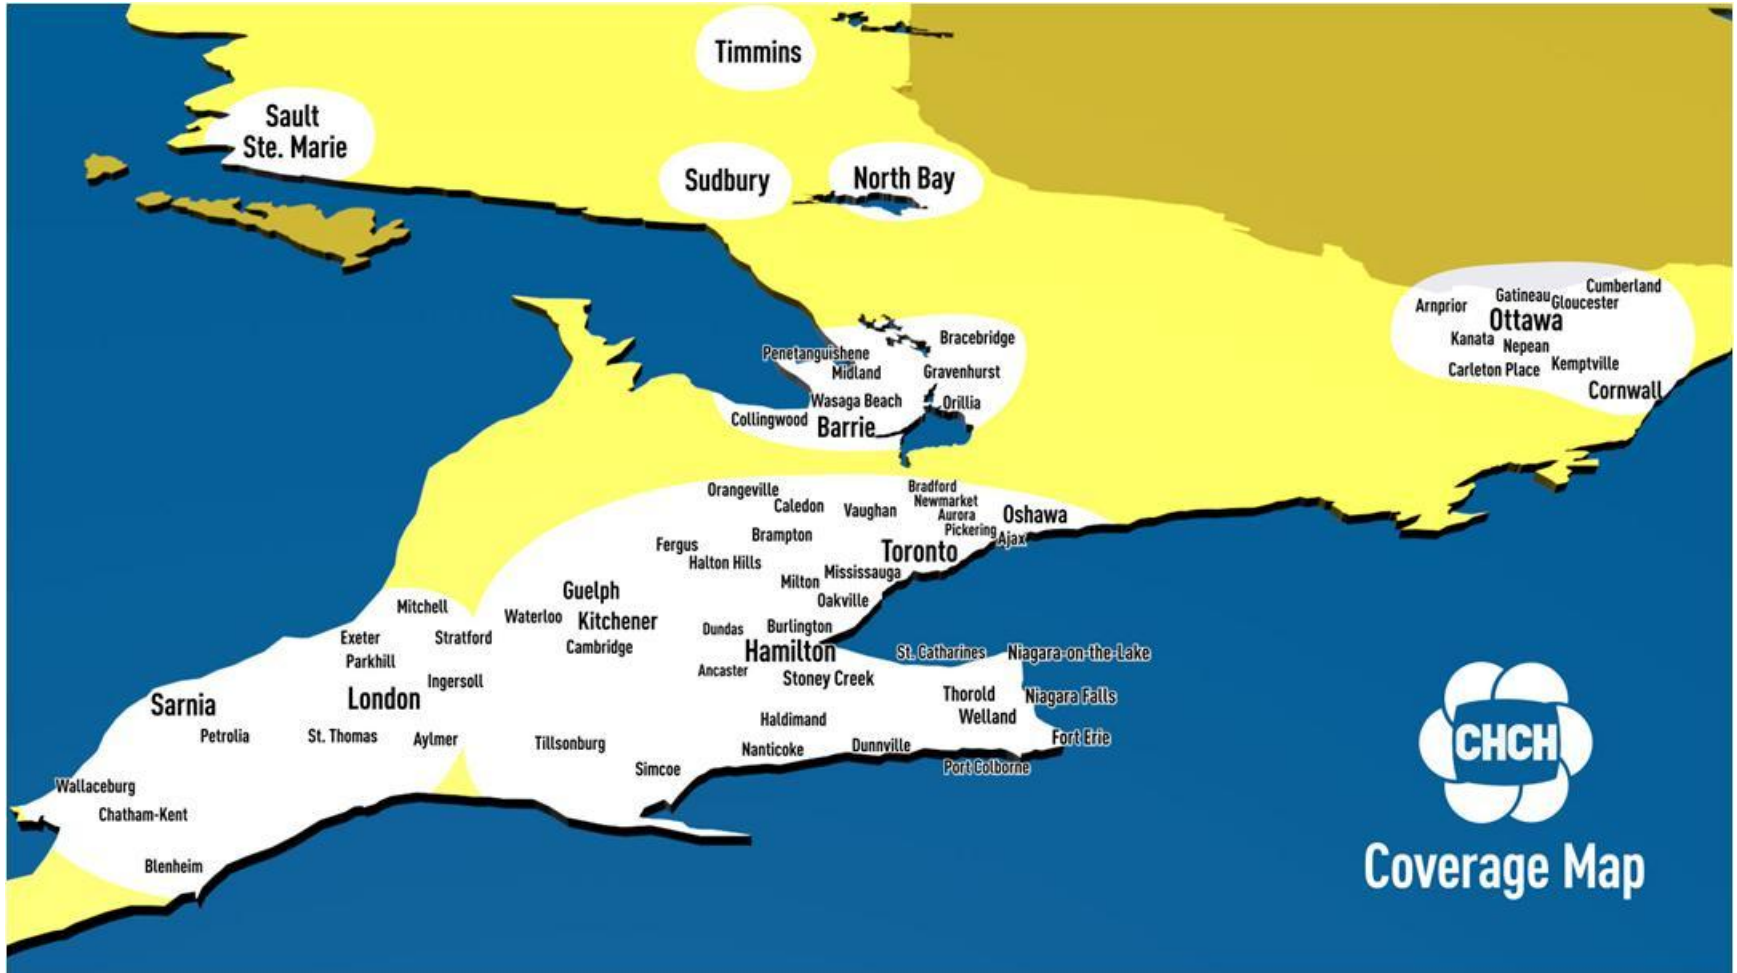 Timmins
Sault
Ste. Marie
Sudbury
North Bay
Cumberland
Gatineau
Gloucester
Arnprior
Ottawa
Kanata
Nepean
Kemptville
Carleton Place
Cornwall
Bracebridge
Penetanguishene
Midland
Gravenhurst
Wasaga Beach
Orillia
Collingwood
Barrie
Orangeville
Bradford
Newmarket
Caledon
Vaughan
Aurora
Oshawa
Pickering
Ajax
Brampton
Fergus
Toronto
Halton Hills
Mississauga
Milton
Guelph
Oakville
Waterloo
Kitchener
Cambridge
Dundas
Burlington
Hamilton
Ancaster
Stoney Creek
St. Catharines
Niagara-on-the-Lake
Thorold
Niagara Falls
Welland
Haldimand
Fort Erie
Nanticoke
Dunnville
Port Colborne
Tillsonburg
Simcoe
Mitchell
Exeter
Stratford
Parkhill
Ingersoll
London
Sarnia
Petrolia
St. Thomas
Aylmer
Wallaceburg
Chatham-Kent
Blenheim
CHCH
Coverage Map